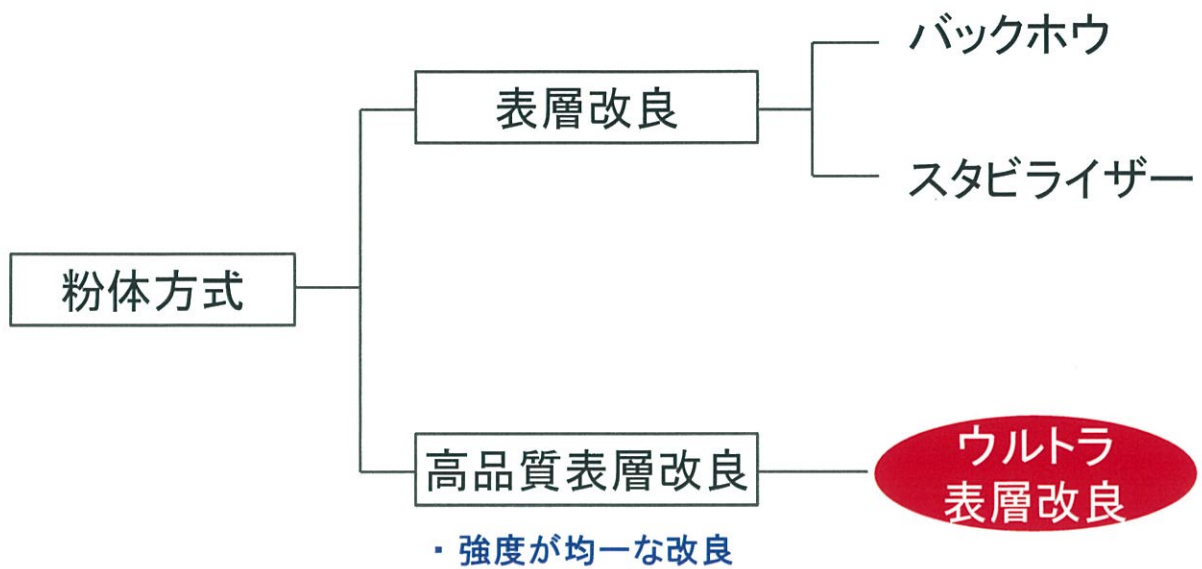 バックホウ
表層改良
スタビライザー
粉体方式
高品質表層改良
ウルトラ
表層改良
・強度が均一な改良